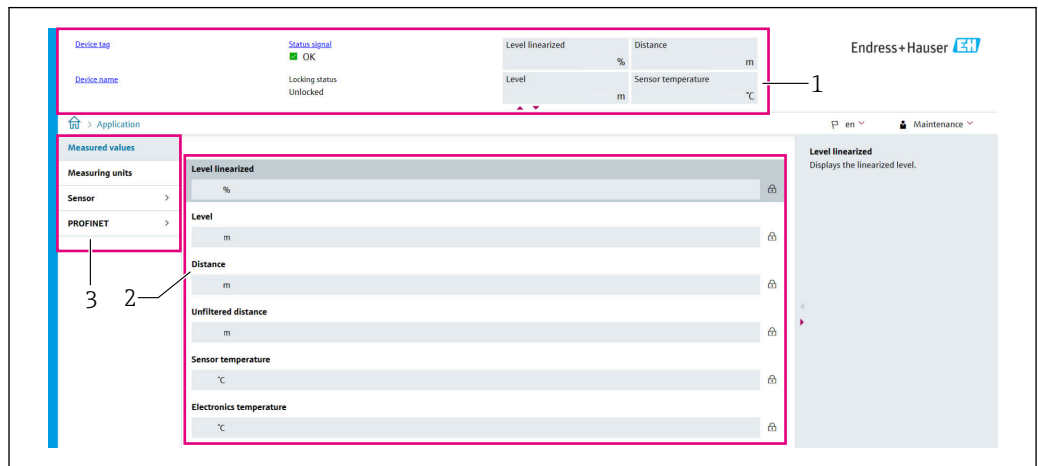 Device tag
Status signal
OK
Level linearized
%
Distance
m
Endress+Hauser EH
Device name
Locking status
Unlocked
Level
m
Sensor temperature
°C
1
> Application
en
Maintenance
Measured values
Measuring units
Sensor >
PROFINET >
3
2
Level linearized
%
Level
m
Distance
m
Unfiltered distance
m
Sensor temperature
°C
Electronics temperature
°C
Level linearized
Displays the linearized level.